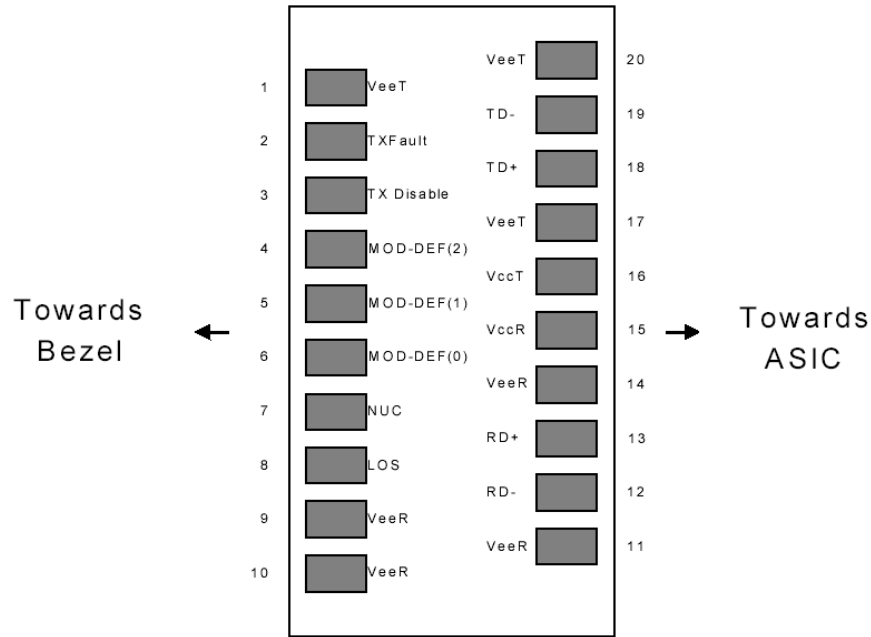 Towards
Bezel
1 VeeT
2 TXFault
3 TX Disable
4 MOD-DEF(2)
5 MOD-DEF(1)
6 MOD-DEF(0)
7 NUC
8 LOS
9 VeeR
10 VeeR
VeeT 20
TD- 19
TD+ 18
VeeT 17
VccT 16
VccR 15
VeeR 14
RD+ 13
RD- 12
VeeR 11
Towards
ASIC